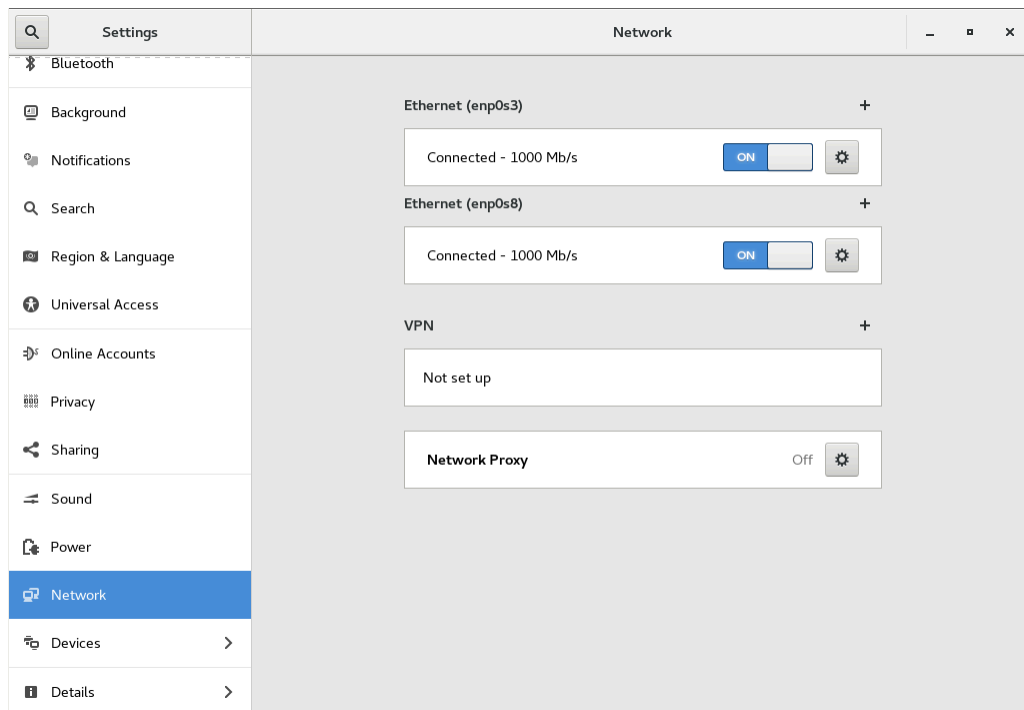 Settings
Network
Bluetooth
Background
Notifications
Search
Region & Language
Universal Access
Online Accounts
Privacy
Sharing
Sound
Power
Network
Devices
Details
Ethernet (enp0s3)
Connected - 1000 Mb/s
ON
Ethernet (enp0s8)
Connected - 1000 Mb/s
ON
VPN
Not set up
Network Proxy
Off